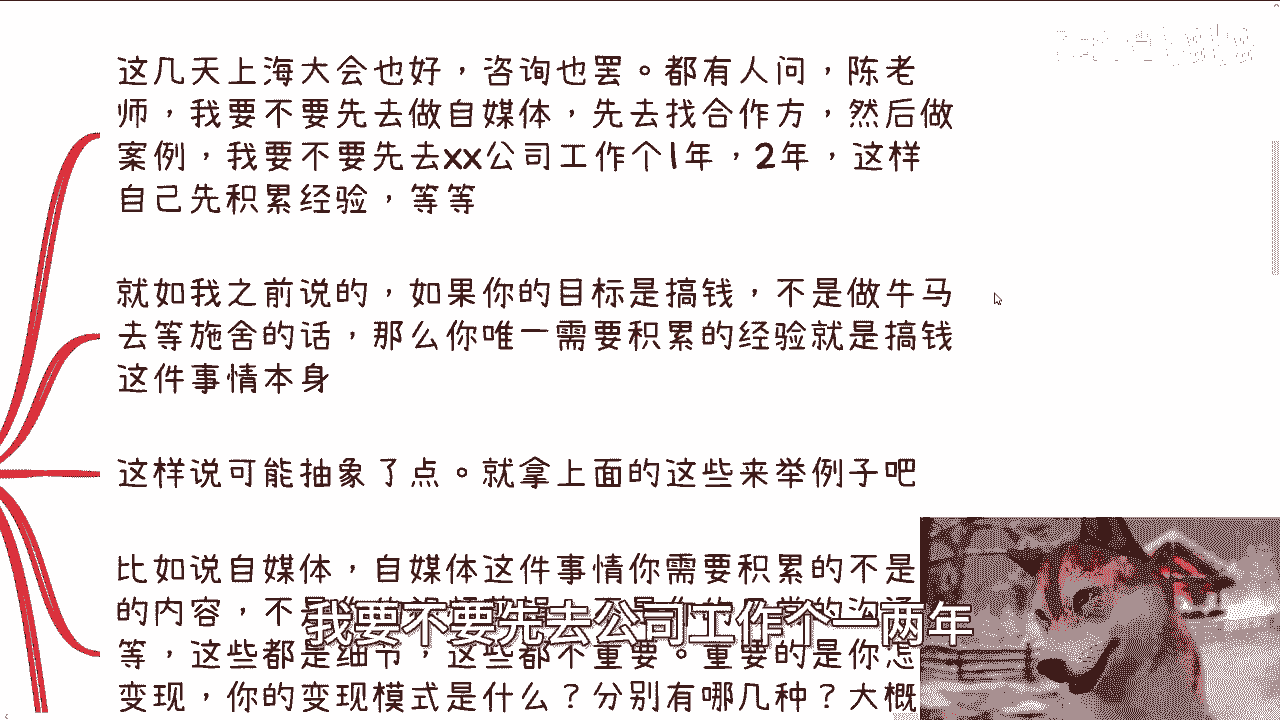 这几天上海大会也好，咨询也罢。都有人问，陈老
师，我要不要先去做自媒体，先去找合作方，然后做
案例，我要不要先去xx公司工作个1年，2年，这样
自己先积累经验，等等
就如我之前说的，如果你的目标是搞钱，不是做牛马
去等施舍的话，那么你唯一需要积累的经验就是搞钱
这件事情本身
这样说可能抽象了点。就拿上面的这些来举例子吧
比如说自媒体，自媒体这件事情你需要积累的不是
的内容，不是
我要不要先去公司工作个一两年
等，这些都是细节，这些都不重要。重要的是你怎
变现，你的变现模式是什么？分别有哪几种？大概